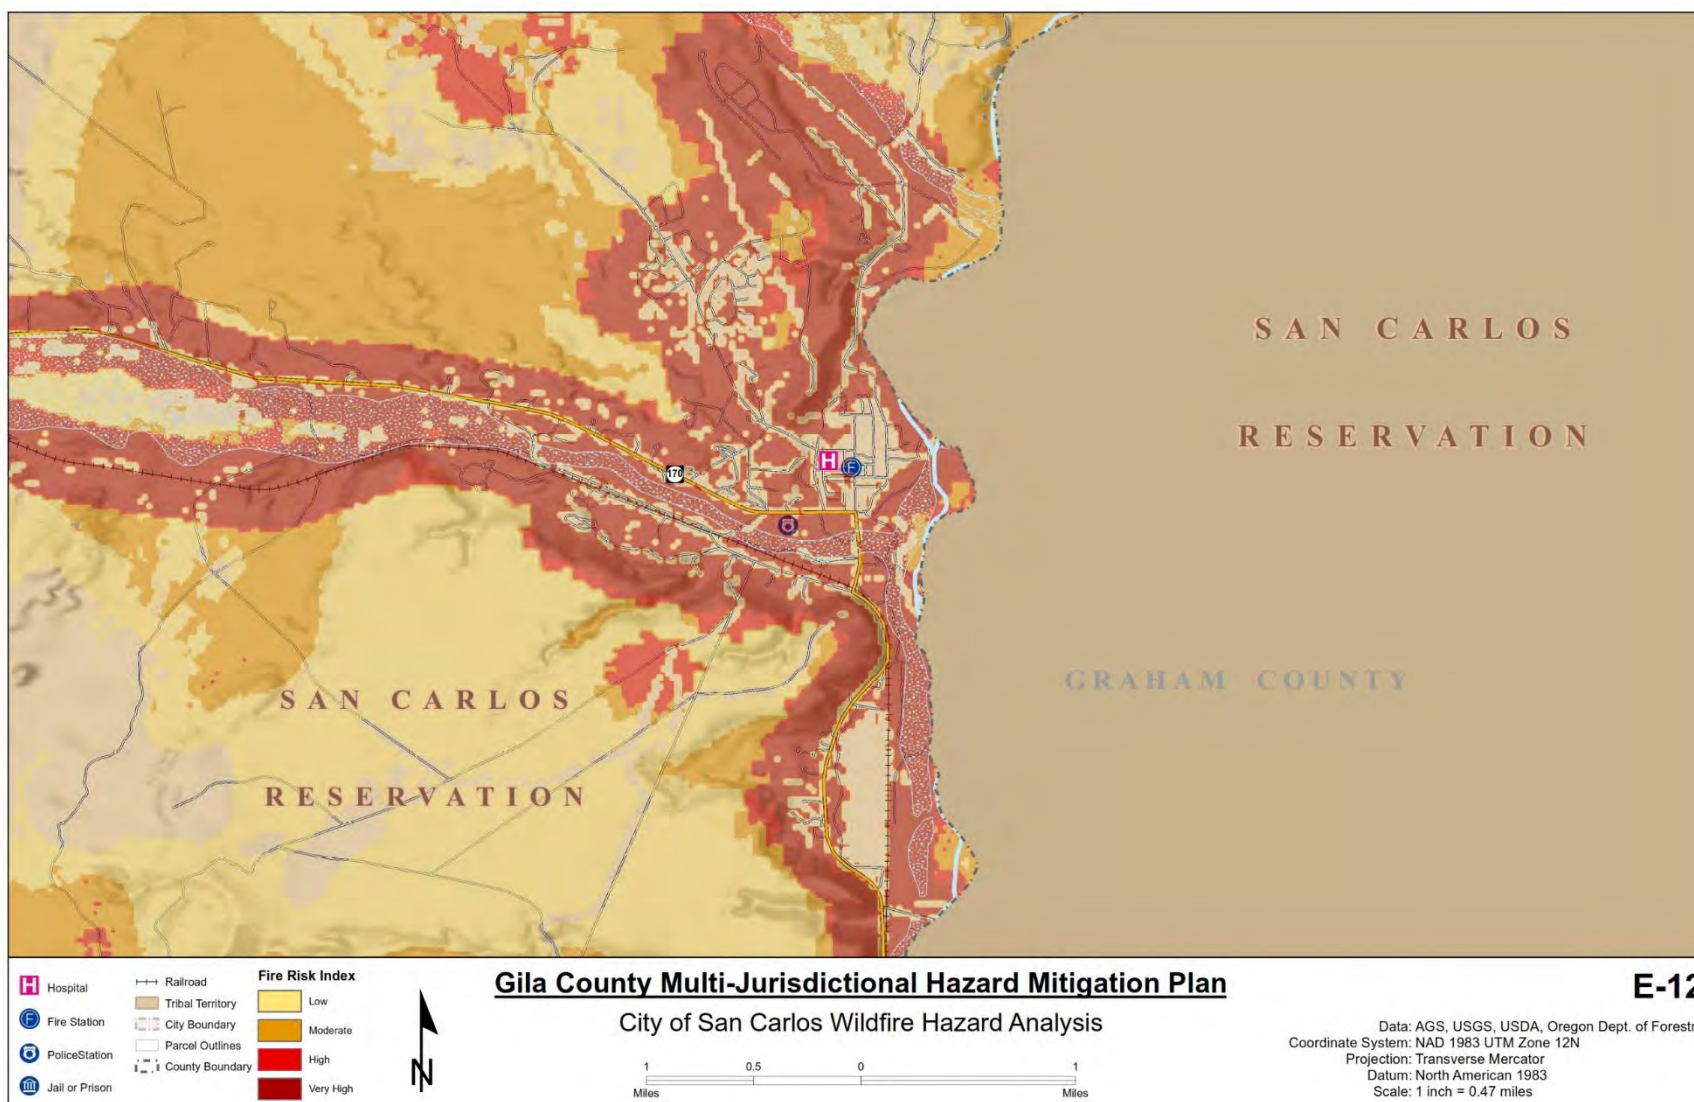 SAN CARLOS
RESERVATION
170
H
F
GRAHAM COUNTY
SAN CARLOS
RESERVATION
H Hospital
F Fire Station
PoliceStation
Jail or Prison
Railroad
Tribal Territory
City Boundary
Parcel Outlines
County Boundary
Fire Risk Index
Low
Moderate
High
Very High
N
Gila County Multi-Jurisdictional Hazard Mitigation Plan
City of San Carlos Wildfire Hazard Analysis
1 0.5 0 1
Miles Miles
E-12
Data: AGS, USGS, USDA, Oregon Dept. of Forestr
Coordinate System: NAD 1983 UTM Zone 12N
Projection: Transverse Mercator
Datum: North American 1983
Scale: 1 inch = 0.47 miles